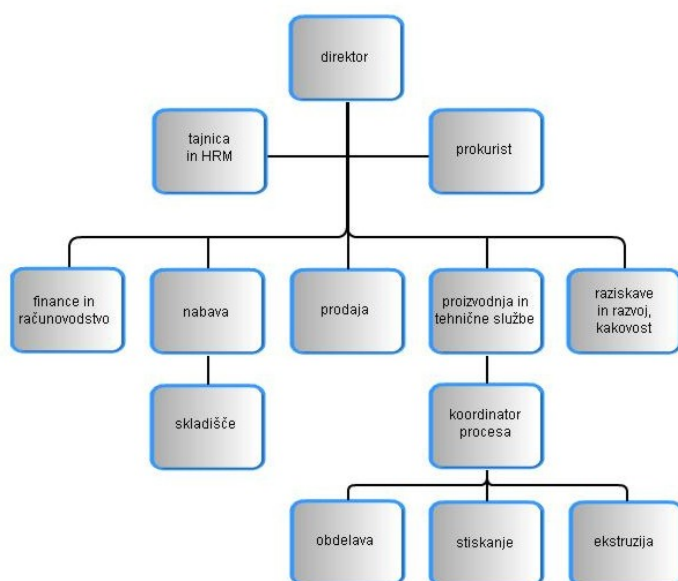 direktor
tajnica
in HRM
prokurist
finance in
računovodstvo
nabava
prodaja
proizvodnja in
tehnične službe
raziskave
in razvoj,
kakovost
skladišče
koordinator
procesa
obdelava
stiskanje
ekstruzija